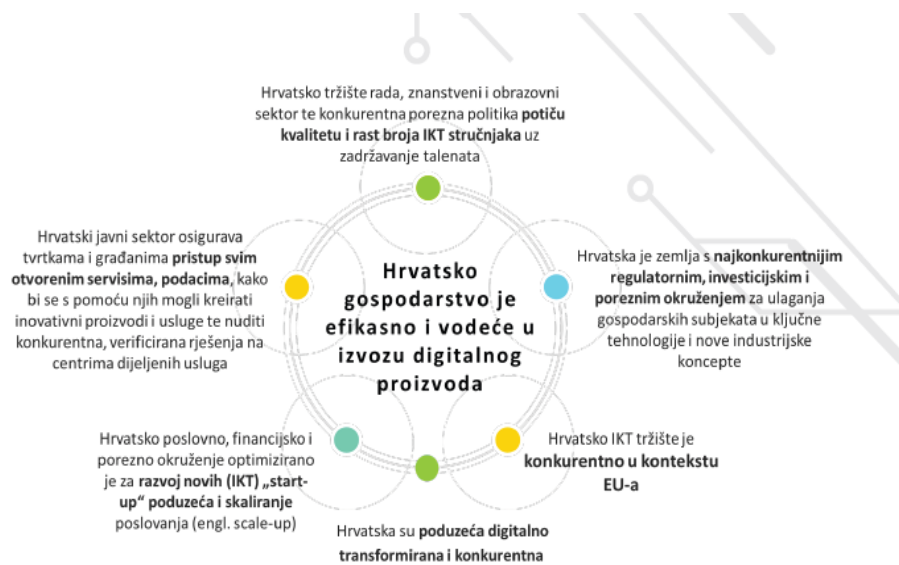 Hrvatsko tržište rada, znanstveni i obrazovni
sektor te konkurentna porezna politika potiču
kvalitetu i rast broja IKT stručnjaka uz
zadržavanje talenata
Hrvatski javni sektor osigurava
tvrtkama i građanima pristup svim
otvorenim servisima, podacima, kako
bi se s pomoću njih mogli kreirati
inovativni proizvodi i usluge te nuditi
konkurentna, verificirana rješenja na
centrima dijeljenih usluga
Hrvatsko
gospodarstvo je
efikasno i vodeće u
izvozu digitalnog
proizvoda
Hrvatska je zemlja s najkonkurentnijim
regulatornim, investicijskim i
poreznim okruženjem za ulaganja
gospodarskih subjekata u ključne
tehnologije i nove industrijske
koncepte
Hrvatsko poslovno, financijsko i
porezno okruženje optimizirano
je za razvoj novih (IKT) „start-
up“ poduzeća i skaliranje
poslovanja (engl. scale-up)
Hrvatsko IKT tržište je
konkurentno u kontekstu
EU-a
Hrvatska su poduzeća digitalno
transformirana i konkurentna